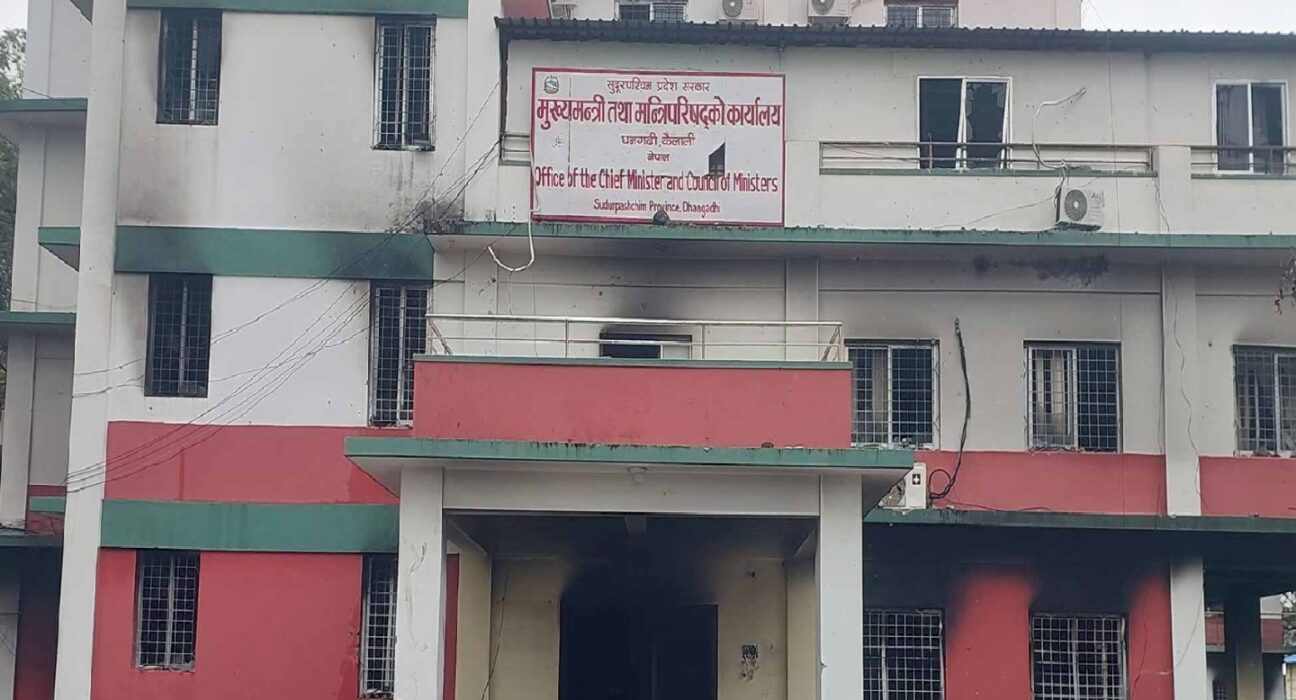 सुदूरपश्चिम प्रदेश सरकार
मुख्यमन्त्री तथा मन्त्रिपरिषद्को कार्यालय
धनगढी, कैलाली
नेपाल
Office of the Chief Minister and Council of Ministers
Sudurpashchim Province, Dhangadhi